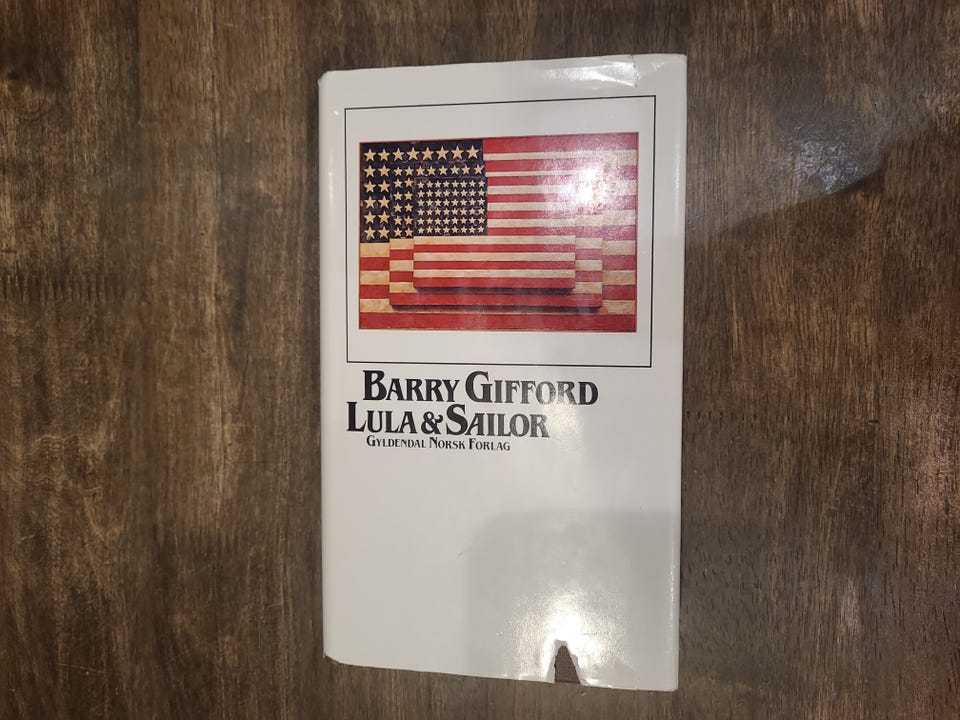 BARRY GIFFORD
LULA & SAILOR
GYLDENDAL NORSK FORLAG